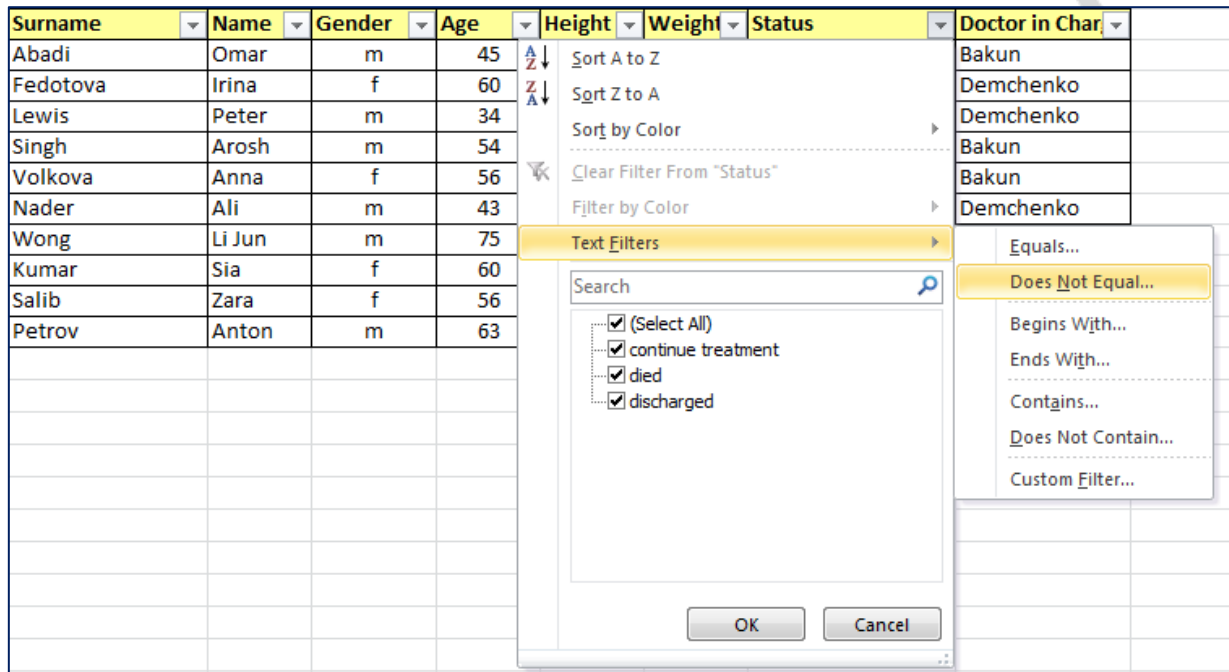 Surname Name Gender Age Height Weight Status Doctor in Char
Abadi Omar m 45 Bakun
Fedotova Irina f 60 Demchenko
Lewis Peter m 34 Demchenko
Singh Arosh m 54 Bakun
Volkova Anna f 56 Bakun
Nader Ali m 43 Demchenko
Wong Li Jun m 75
Kumar Sia f 60
Salib Zara f 56
Petrov Anton m 63
Sort A to Z
Sort Z to A
Sort by Color
Clear Filter From "Status"
Filter by Color
Text Filters
Search
(Select All)
continue treatment
died
discharged
OK Cancel
Equals...
Does Not Equal...
Begins With...
Ends With...
Contains...
Does Not Contain...
Custom Filter...